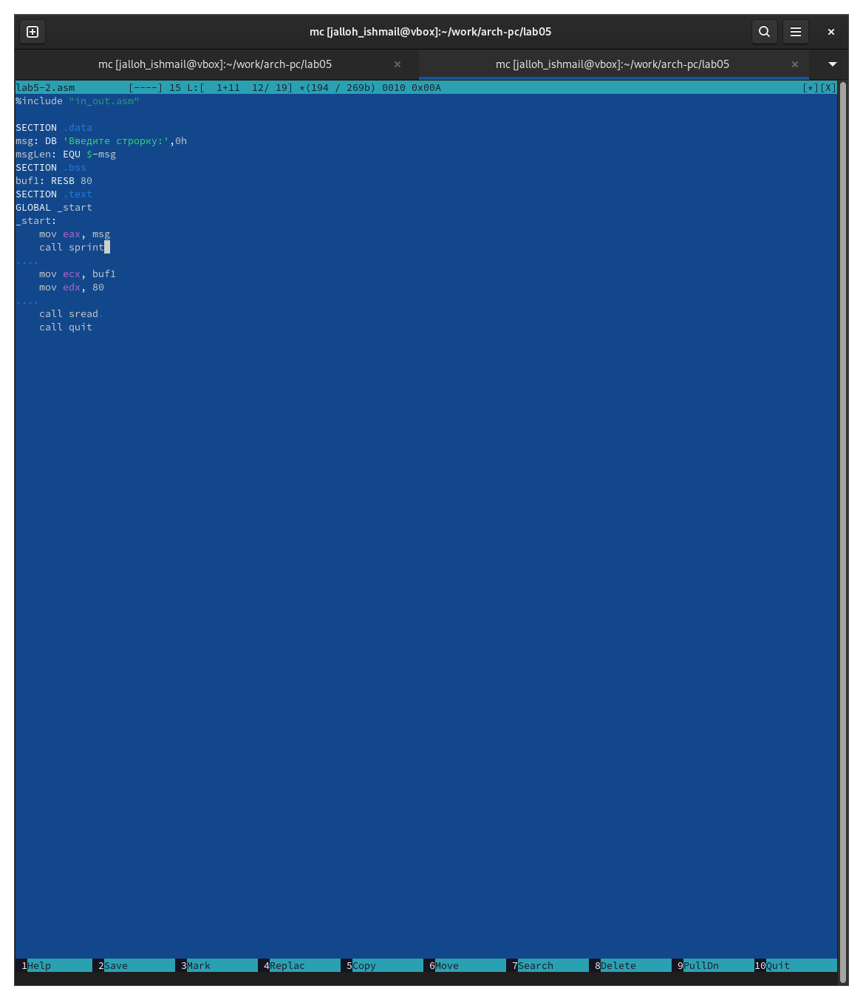 mc [jalloh_ishmail@vbox]:~/work/arch-pc/lab05
mc [jalloh_ishmail@vbox]:~/work/arch-pc/lab05 × mc [jalloh_ishmail@vbox]:~/work/arch-pc/lab05 ×
lab5-2.asm [----] 15 L:[ 1+11 12/ 19] *(194 / 269b) 0010 0x00A [*][X]
%include "in_out.asm"
SECTION .data
msg: DB 'Введите строрку:',0h
msgLen: EQU $-msg
SECTION .bss
buf1: RESB 80
SECTION .text
GLOBAL _start
_start:
mov eax, msg
call sprint
....
mov ecx, buf1
mov edx, 80
....
call sread.
call quit
1Help 2Save 3Mark 4Replac 5Copy 6Move 7Search 8Delete 9PullDn 10Quit